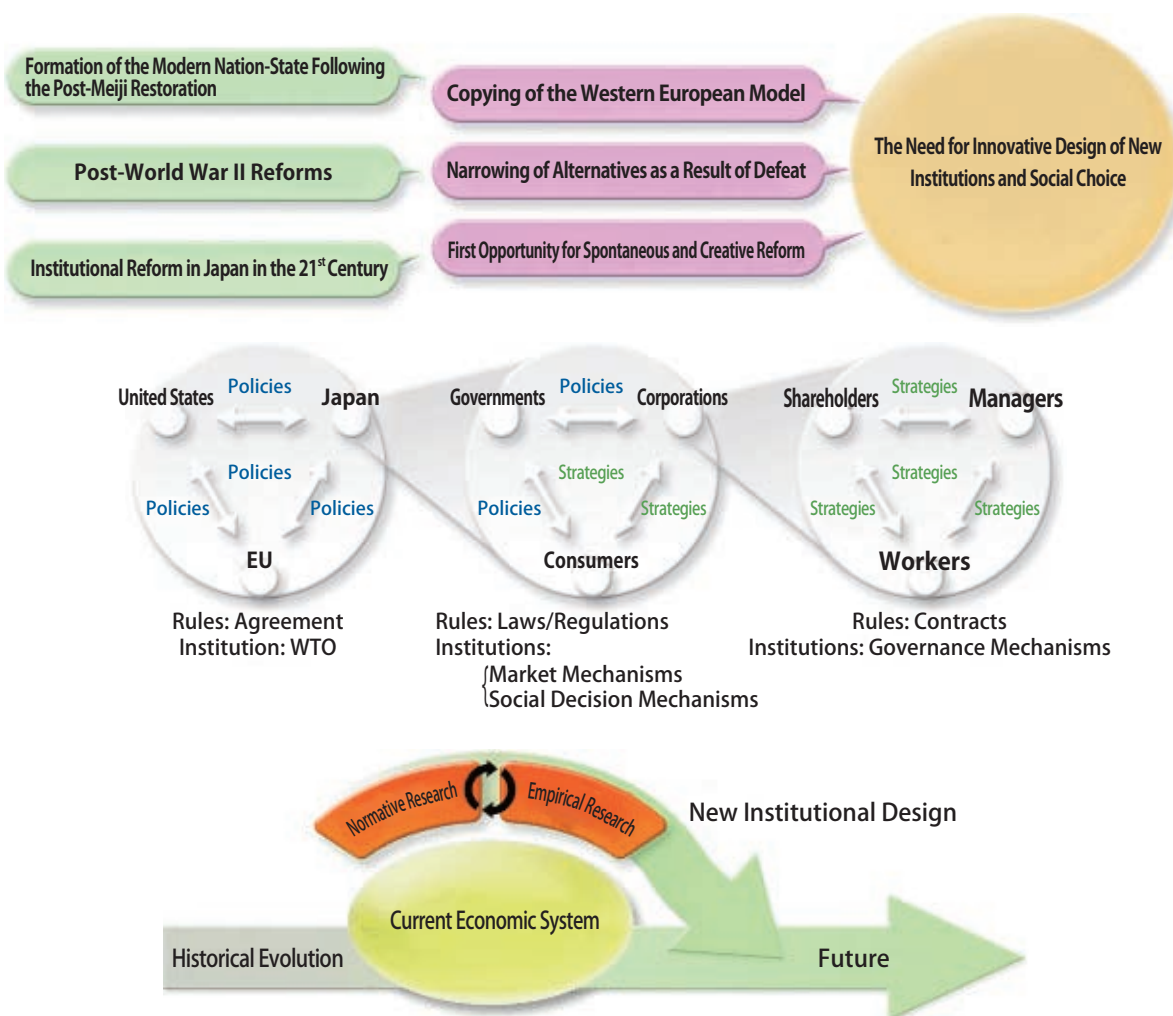 Formation of the Modern Nation-State Following
the Post-Meiji Restoration
Copying of the Western European Model
Post-World War II Reforms
Narrowing of Alternatives as a Result of Defeat
Institutional Reform in Japan in the 21st Century
First Opportunity for Spontaneous and Creative Reform
The Need for Innovative Design of New
Institutions and Social Choice
United States
Policies
Japan
Policies
Policies
Policies
EU
Rules: Agreement
Institution: WTO
Governments
Policies
Corporations
Strategies
Policies
Strategies
Consumers
Rules: Laws/Regulations
Institutions:
{Market Mechanisms
Social Decision Mechanisms
Shareholders
Strategies
Managers
Strategies
Strategies
Strategies
Workers
Rules: Contracts
Institutions: Governance Mechanisms
Normative Research
Empirical Research
New Institutional Design
Current Economic System
Historical Evolution
Future